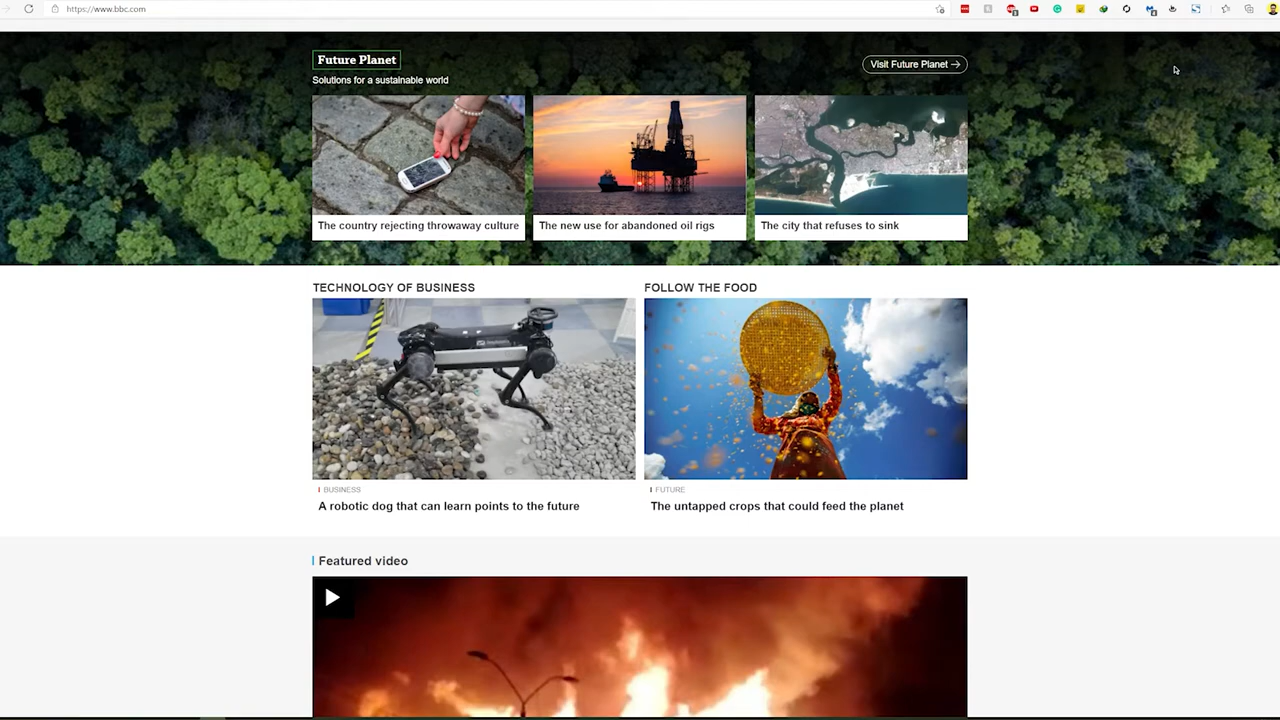 https://www.bbc.com
Future Planet
Visit Future Planet →
Solutions for a sustainable world
The country rejecting throwaway culture
The new use for abandoned oil rigs
The city that refuses to sink
TECHNOLOGY OF BUSINESS
FOLLOW THE FOOD
BUSINESS
FUTURE
A robotic dog that can learn points to the future
The untapped crops that could feed the planet
Featured video